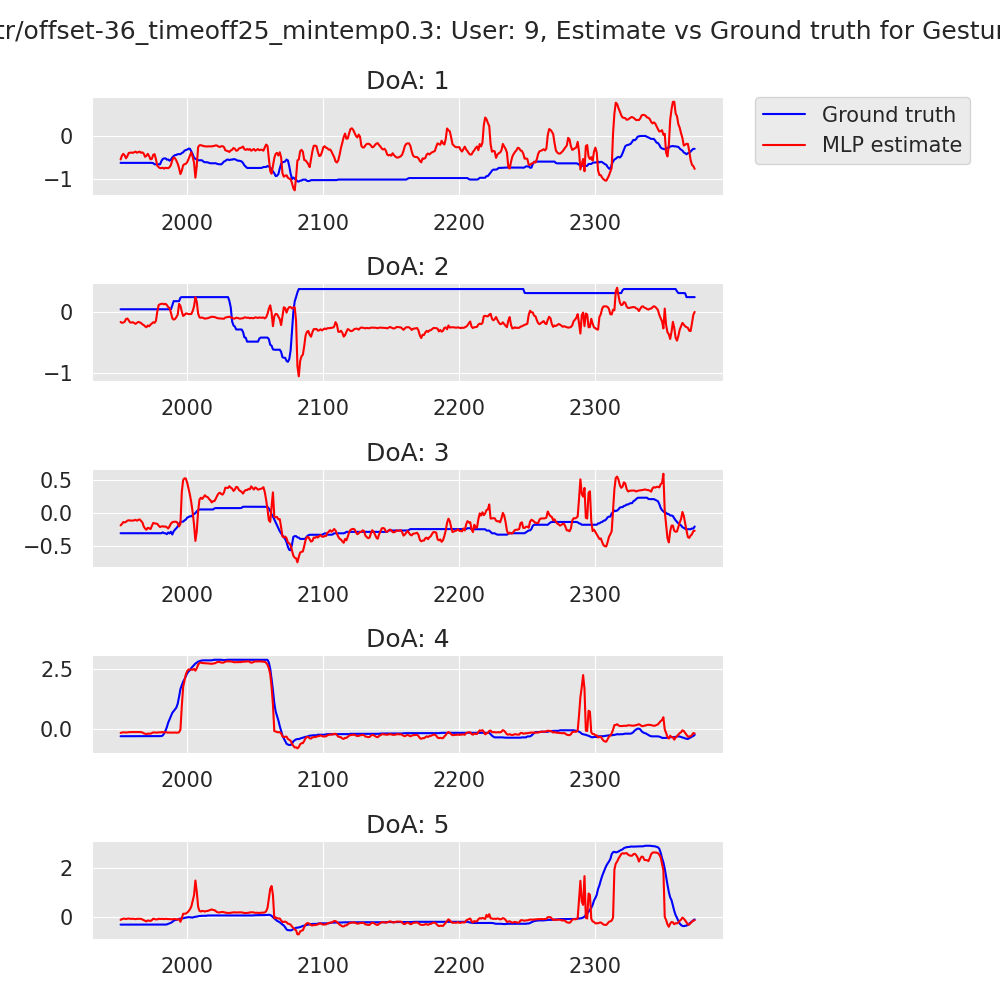 tr/offset-36_timeoff25_mintemp0.3: User: 9, Estimate vs Ground truth for Gestur
DoA: 1
Ground truth
MLP estimate
0
−1
2000 2100 2200 2300
DoA: 2
0
−1
2000 2100 2200 2300
DoA: 3
0.5
0.0
−0.5
2000 2100 2200 2300
DoA: 4
2.5
0.0
2000 2100 2200 2300
DoA: 5
2
0
2000 2100 2200 2300